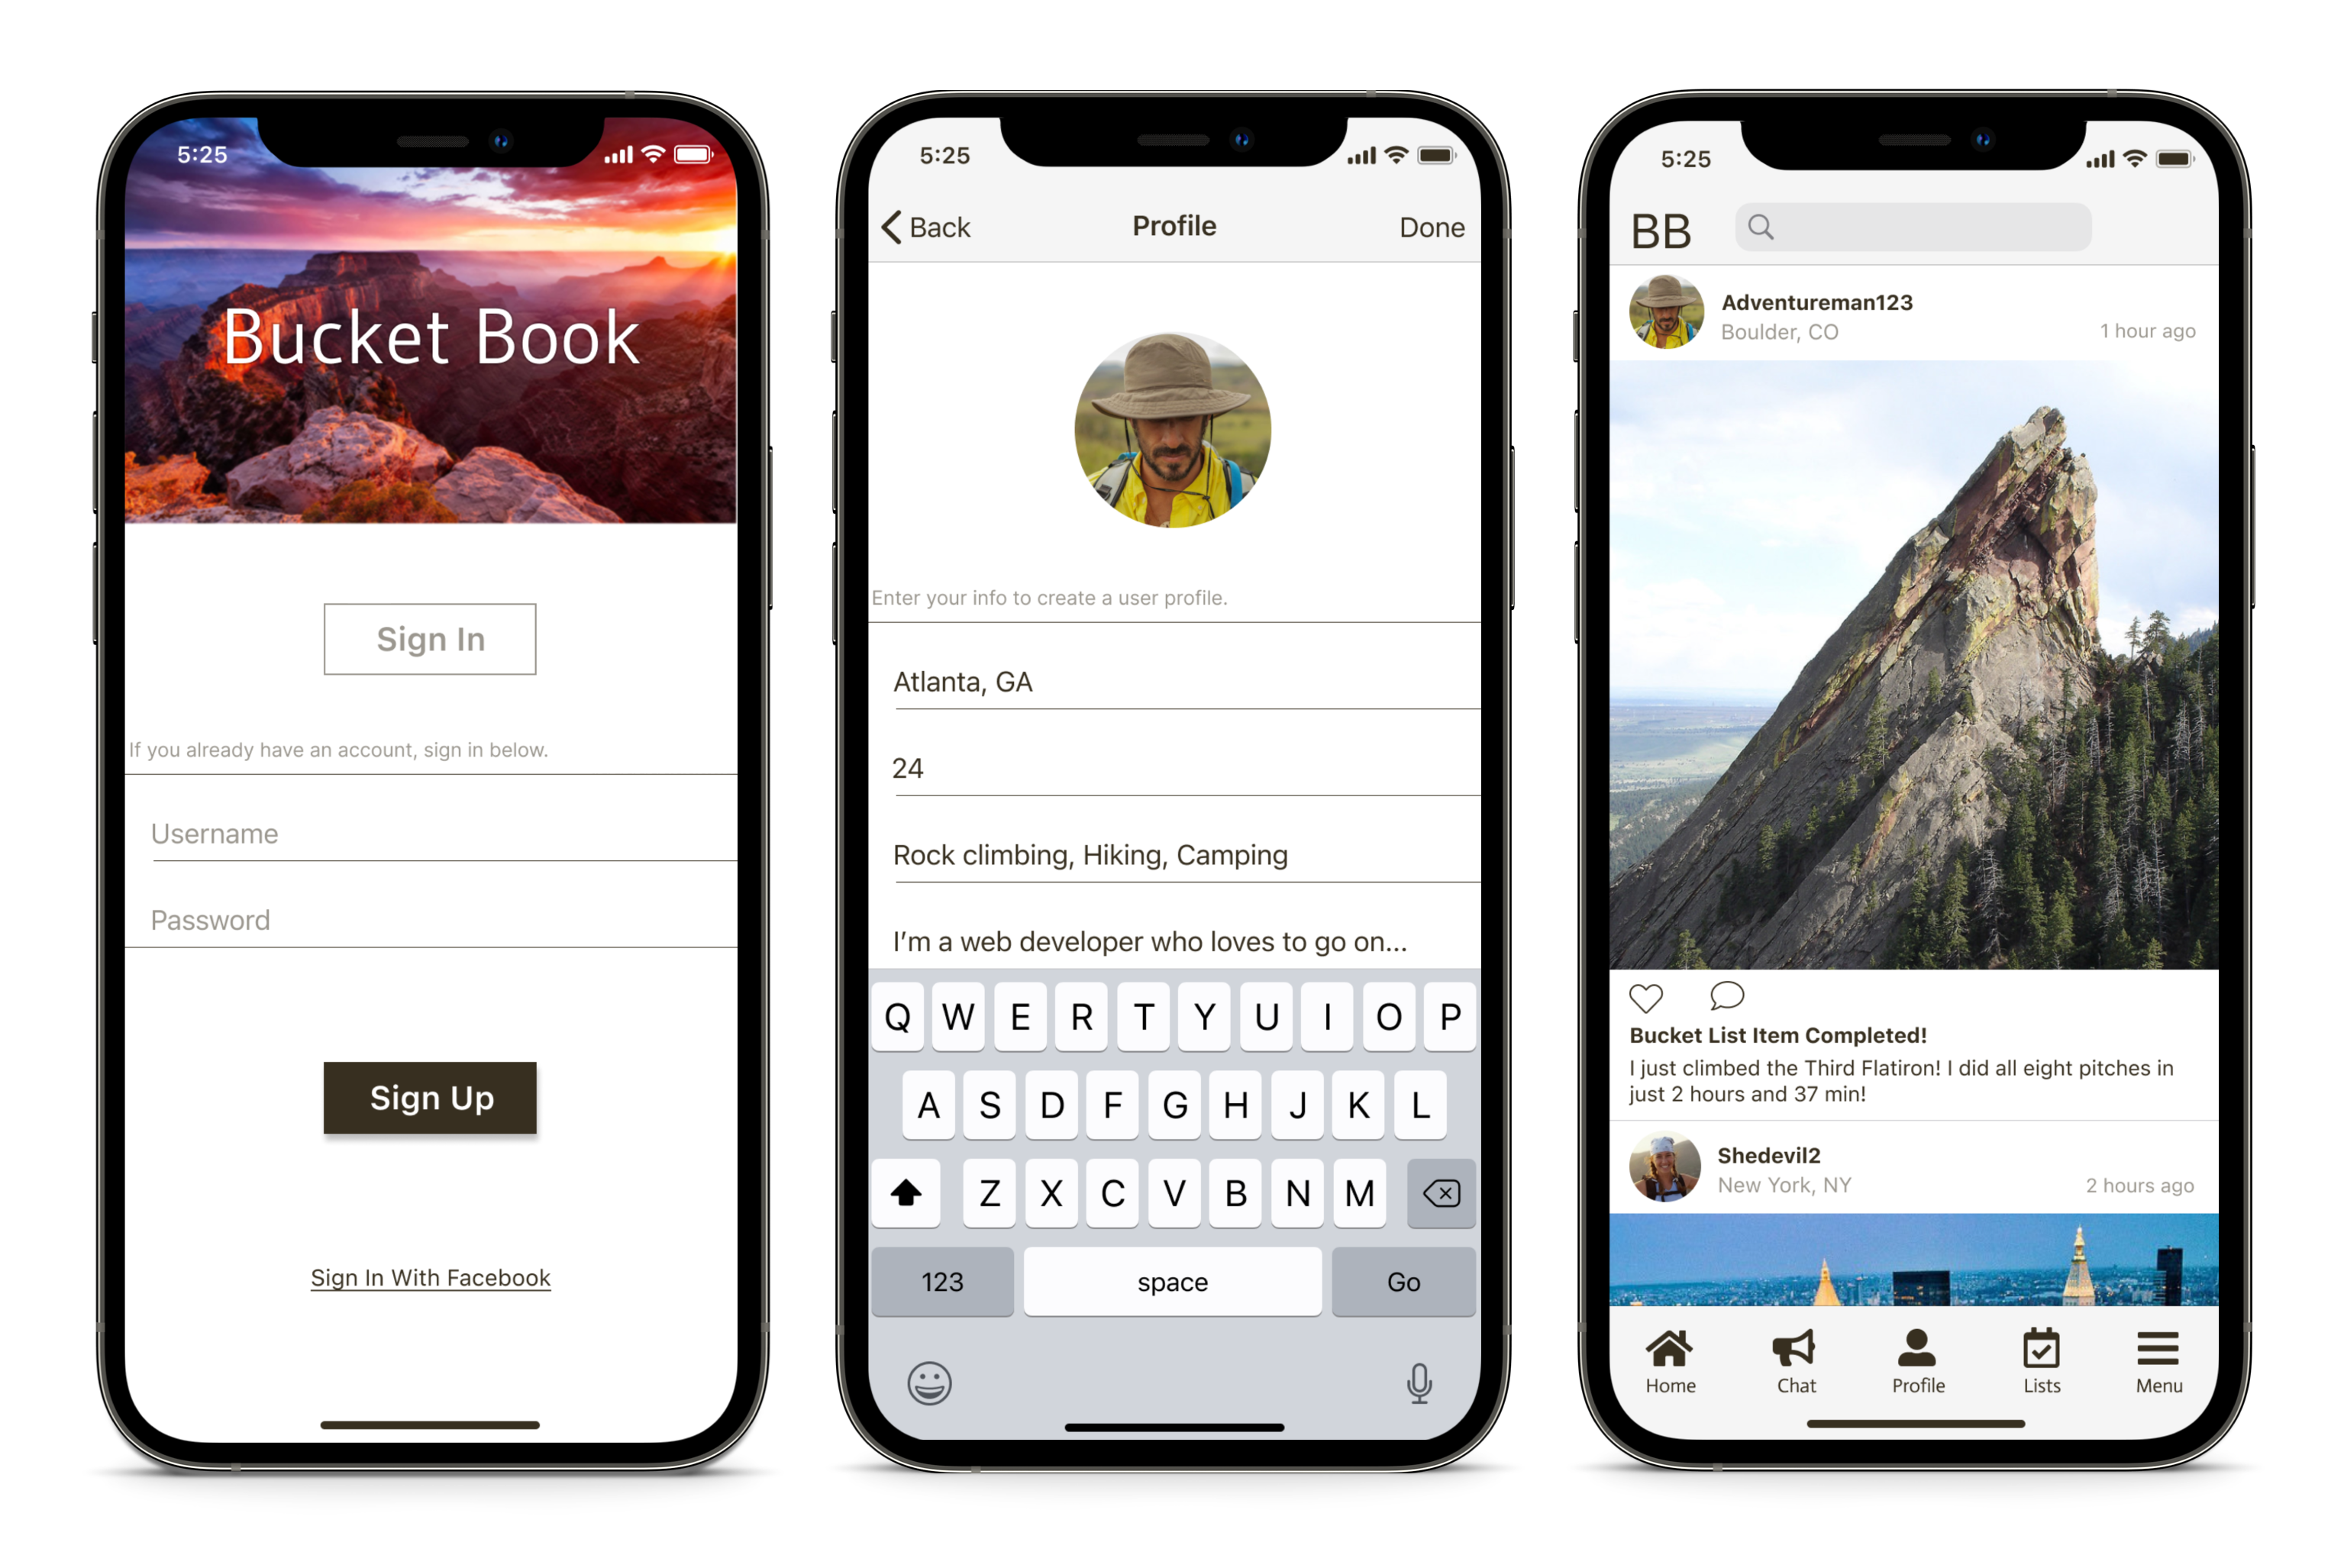 5:25
Bucket Book
Sign In
If you already have an account, sign in below.
Username
Password
Sign Up
Sign In With Facebook
5:25
Back Profile Done
Enter your info to create a user profile.
Atlanta, GA
24
Rock climbing, Hiking, Camping
I'm a web developer who loves to go on...
Q W E R T Y U I O P
A S D F G H J K L
Z X C V B N M
123 space Go
5:25
BB
Adventureman123
Boulder, CO 1 hour ago
Bucket List Item Completed!
I just climbed the Third Flatiron! I did all eight pitches in
just 2 hours and 37 min!
Shedevil2
New York, NY 2 hours ago
Home Chat Profile Lists Menu